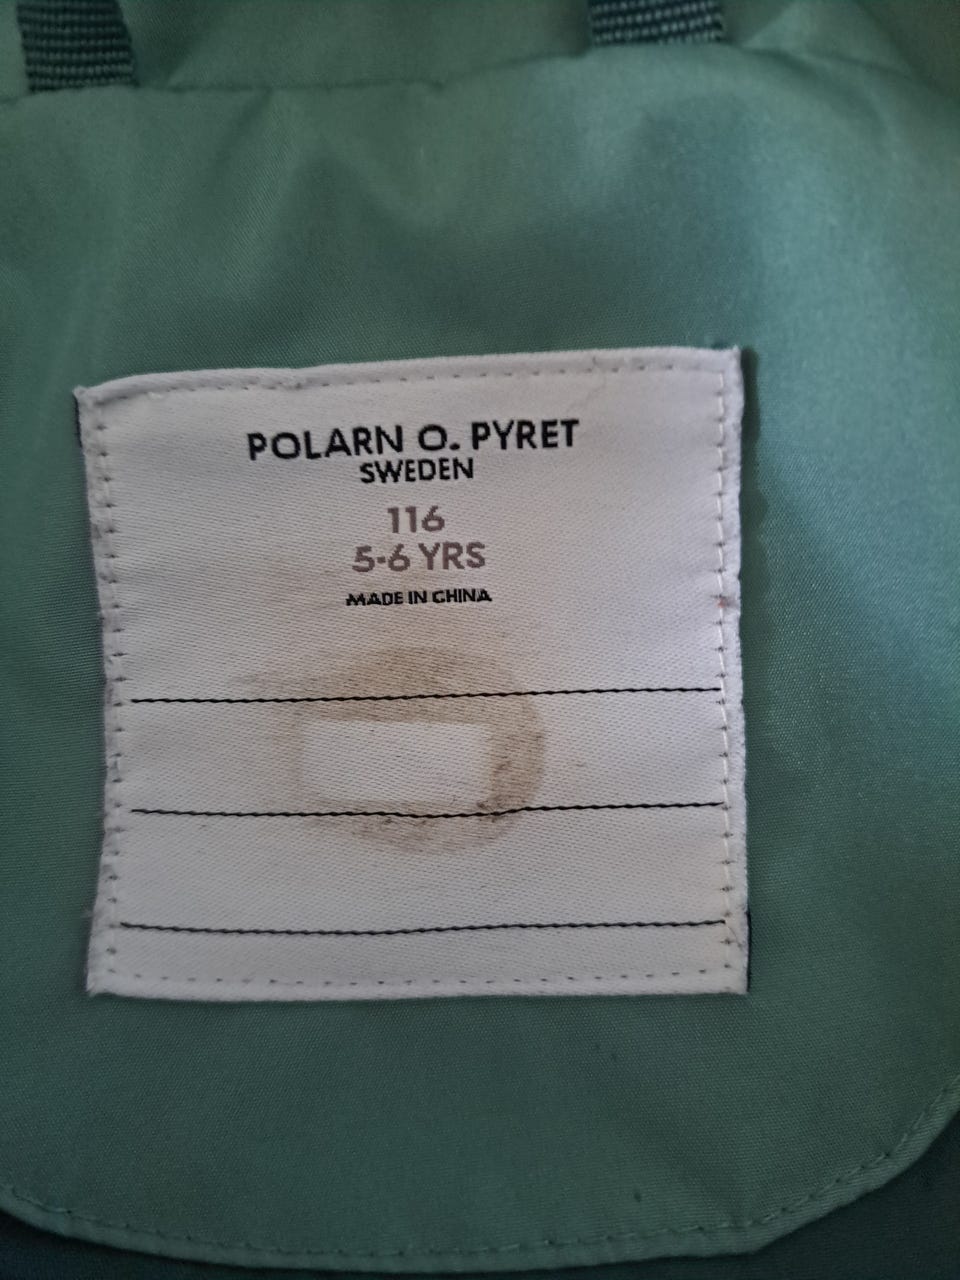 POLARN O. PYRET
SWEDEN
116
5-6 YRS
MADE IN CHINA